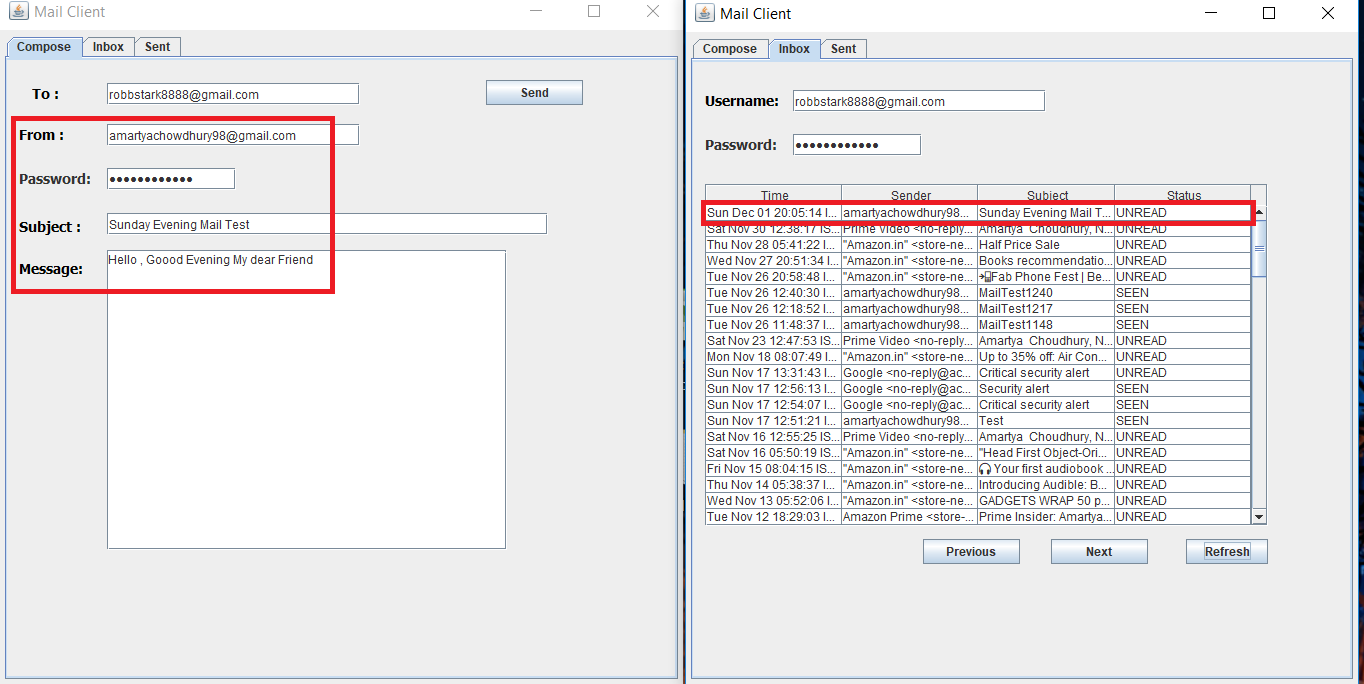 Mail Client
Compose Inbox Sent
To : robbstark8888@gmail.com Send
From : amartyachowdhury98@gmail.com
Password: ••••••••••••
Subject : Sunday Evening Mail Test
Message: Hello , Goood Evening My dear Friend
Mail Client
Compose Inbox Sent
Username: robbstark8888@gmail.com
Password: ••••••••••••
Time Sender Subject Status
Sun Dec 01 20:05:14 I... amartyachowdhury98... Sunday Evening Mail T... UNREAD
Sat Nov 30 12:38:17 IS... Prime Video <no-reply... Amartya Choudhury, N... UNREAD
Thu Nov 28 05:41:22 I... "Amazon.in" <store-ne... Half Price Sale UNREAD
Wed Nov 27 20:51:34 I... "Amazon.in" <store-ne... Books recommendatio... UNREAD
Tue Nov 26 20:58:48 I... "Amazon.in" <store-ne... 📲Fab Phone Fest | Be... UNREAD
Tue Nov 26 12:40:30 I... amartyachowdhury98... MailTest1240 SEEN
Tue Nov 26 12:18:52 I... amartyachowdhury98... MailTest1217 SEEN
Tue Nov 26 11:48:37 I... amartyachowdhury98... MailTest1148 SEEN
Sat Nov 23 12:47:53 IS... Prime Video <no-reply... Amartya Choudhury, N... UNREAD
Mon Nov 18 08:07:49 I... "Amazon.in" <store-ne... Up to 35% off: Air Con... UNREAD
Sun Nov 17 13:31:43 I... Google <no-reply@ac... Critical security alert UNREAD
Sun Nov 17 12:56:13 I... Google <no-reply@ac... Security alert SEEN
Sun Nov 17 12:54:07 I... Google <no-reply@ac... Critical security alert SEEN
Sun Nov 17 12:51:21 I... amartyachowdhury98... Test SEEN
Sat Nov 16 12:55:25 IS... Prime Video <no-reply... Amartya Choudhury, N... UNREAD
Sat Nov 16 05:50:19 IS... "Amazon.in" <store-ne... "Head First Object-Ori... UNREAD
Fri Nov 15 08:04:15 IS... "Amazon.in" <store-ne... 🎧 Your first audiobook ... UNREAD
Thu Nov 14 05:38:37 I... "Amazon.in" <store-ne... Introducing Audible: B... UNREAD
Wed Nov 13 05:52:06 I... "Amazon.in" <store-ne... GADGETS WRAP 50 p... UNREAD
Tue Nov 12 18:29:03 I... Amazon Prime <store-... Prime Insider: Amartya... UNREAD
Previous Next Refresh